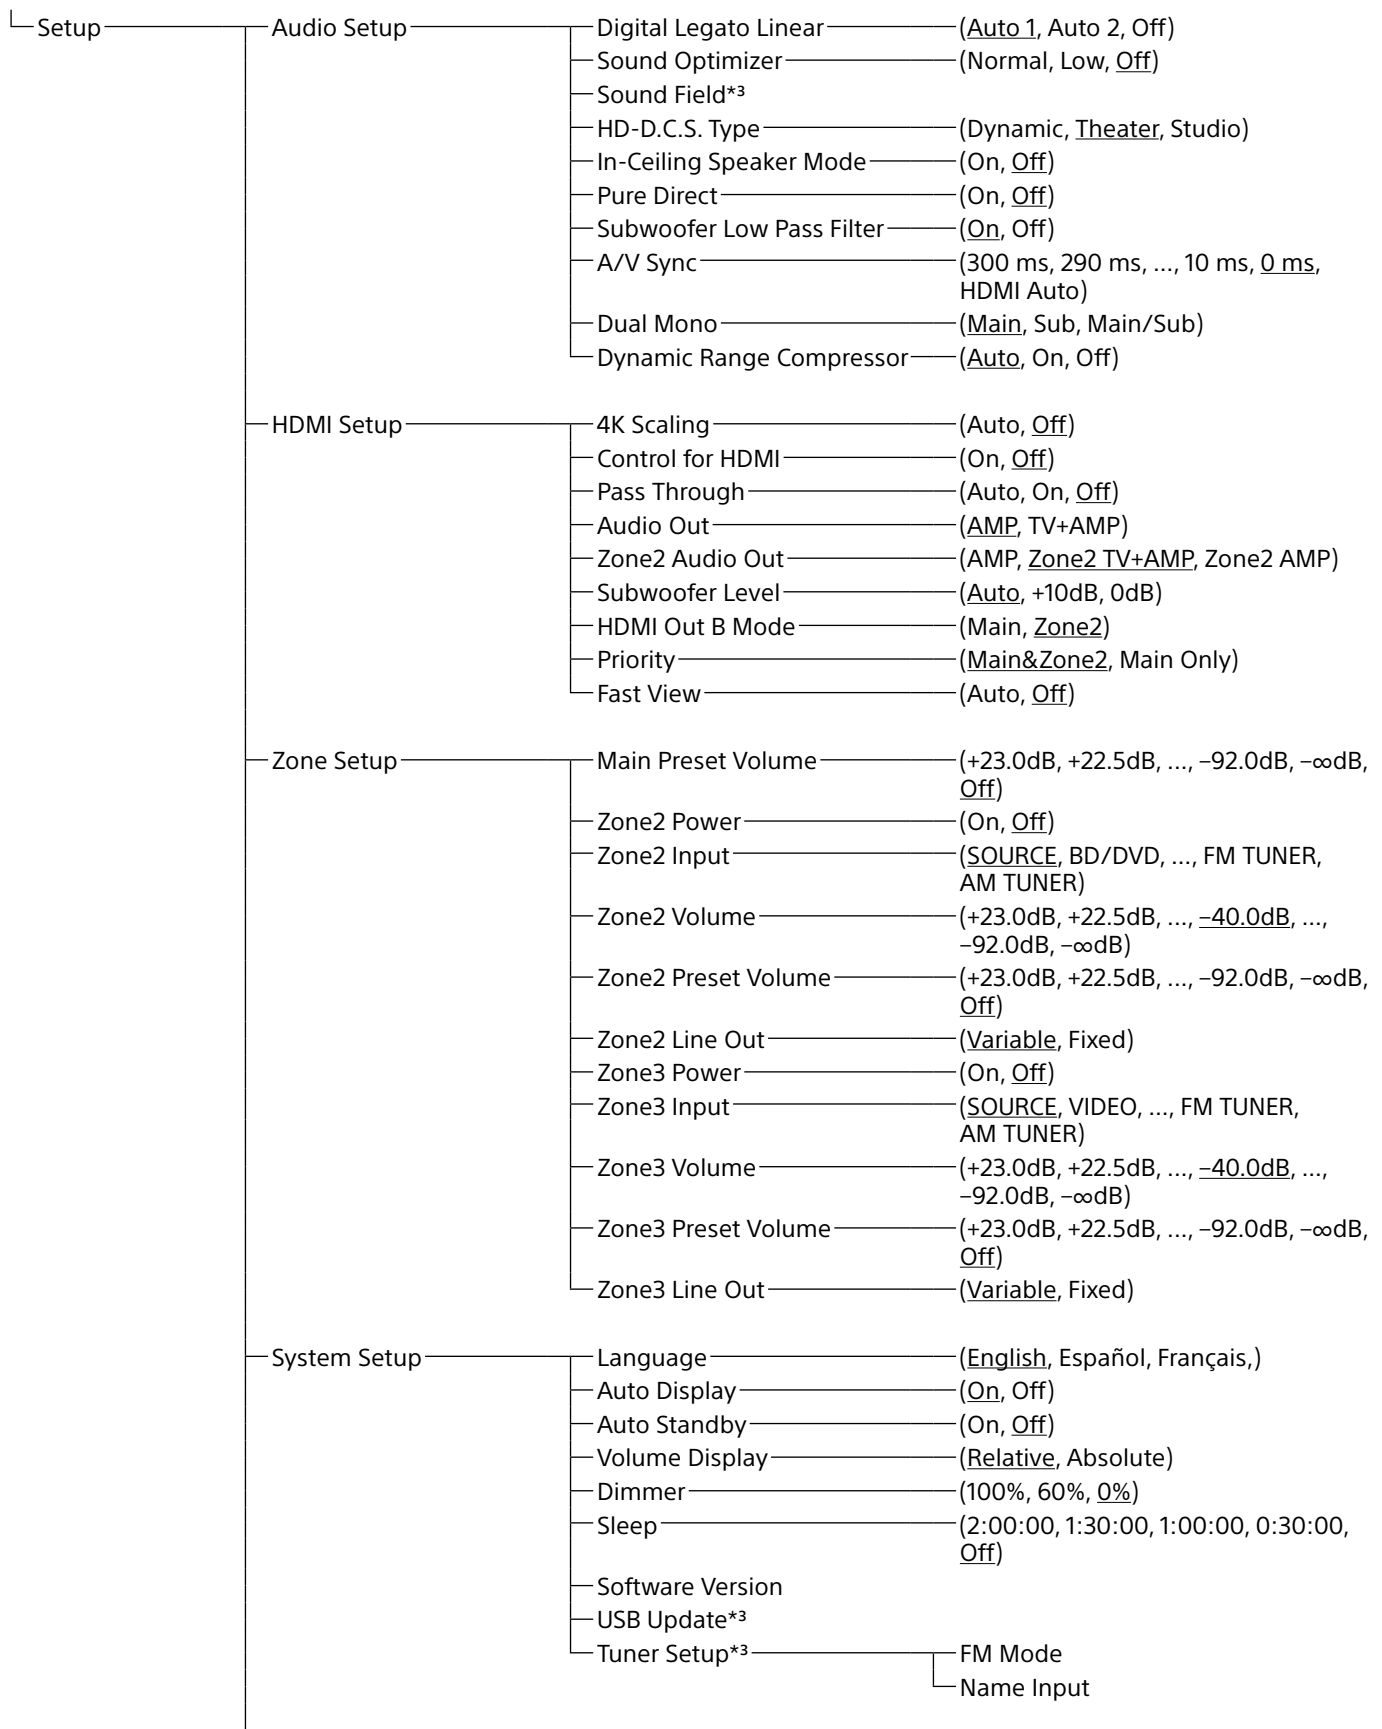 Setup Audio Setup Digital Legato Linear (Auto 1, Auto 2, Off)
Sound Optimizer (Normal, Low, Off)
Sound Field*³
HD-D.C.S. Type (Dynamic, Theater, Studio)
In-Ceiling Speaker Mode (On, Off)
Pure Direct (On, Off)
Subwoofer Low Pass Filter (On, Off)
A/V Sync (300 ms, 290 ms, ..., 10 ms, 0 ms,
HDMI Auto)
Dual Mono (Main, Sub, Main/Sub)
Dynamic Range Compressor (Auto, On, Off)
HDMI Setup 4K Scaling (Auto, Off)
Control for HDMI (On, Off)
Pass Through (Auto, On, Off)
Audio Out (AMP, TV+AMP)
Zone2 Audio Out (AMP, Zone2 TV+AMP, Zone2 AMP)
Subwoofer Level (Auto, +10dB, 0dB)
HDMI Out B Mode (Main, Zone2)
Priority (Main&Zone2, Main Only)
Fast View (Auto, Off)
Zone Setup Main Preset Volume (+23.0dB, +22.5dB, ..., –92.0dB, –∞dB,
Off)
Zone2 Power (On, Off)
Zone2 Input (SOURCE, BD/DVD, ..., FM TUNER,
AM TUNER)
Zone2 Volume (+23.0dB, +22.5dB, ..., –40.0dB, ...,
–92.0dB, –∞dB)
Zone2 Preset Volume (+23.0dB, +22.5dB, ..., –92.0dB, –∞dB,
Off)
Zone2 Line Out (Variable, Fixed)
Zone3 Power (On, Off)
Zone3 Input (SOURCE, VIDEO, ..., FM TUNER,
AM TUNER)
Zone3 Volume (+23.0dB, +22.5dB, ..., –40.0dB, ...,
–92.0dB, –∞dB)
Zone3 Preset Volume (+23.0dB, +22.5dB, ..., –92.0dB, –∞dB,
Off)
Zone3 Line Out (Variable, Fixed)
System Setup Language (English, Español, Français,)
Auto Display (On, Off)
Auto Standby (On, Off)
Volume Display (Relative, Absolute)
Dimmer (100%, 60%, 0%)
Sleep (2:00:00, 1:30:00, 1:00:00, 0:30:00,
Off)
Software Version
USB Update*³
Tuner Setup*³ FM Mode
Name Input